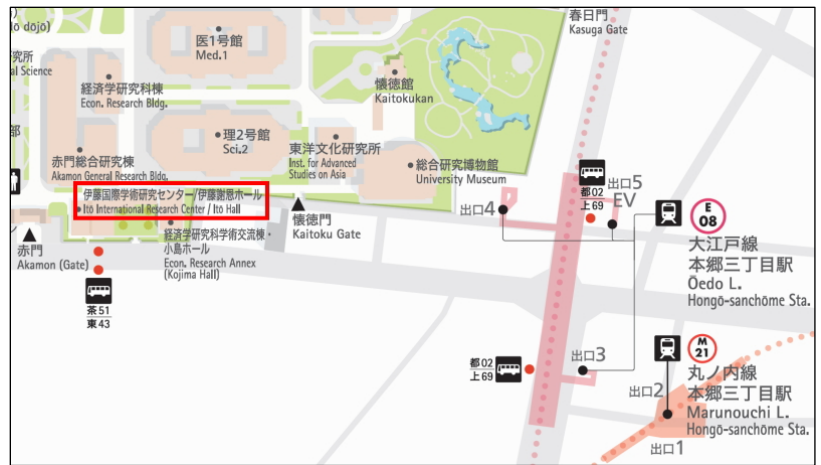 ō dōjō)
医1号館
Med.1
究所
al Science
経済学研究科棟
Econ. Research Bldg.
懐徳館
Kaitokukan
春日門
Kasuga Gate
部
理2号館
Sci.2
東洋文化研究所
Inst. for Advanced
Studies on Asia
赤門総合研究棟
Akamon General Research Bldg.
総合研究博物館
University Museum
伊藤国際学術研究センター/伊藤謝恩ホール
Ito International Research Center / Ito Hall
懐徳門
Kaitoku Gate
赤門
Akamon (Gate)
経済学研究科学術交流棟・
小島ホール
Econ. Research Annex
(Kojima Hall)
茶51
東43
出口4
都02
上69
出口5
EV
E
08
大江戸線
本郷三丁目駅
Ōedo L.
Hongō-sanchōme Sta.
都02
上69
出口3
出口2
M
21
丸ノ内線
本郷三丁目駅
Marunouchi L.
Hongō-sanchōme Sta.
出口1